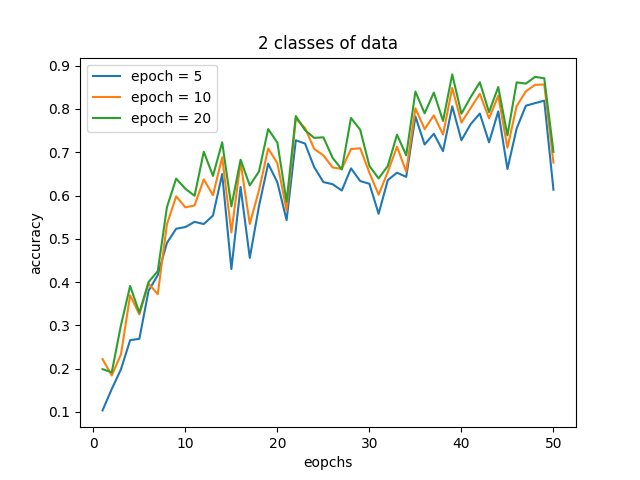 2 classes of data
epoch = 5
epoch = 10
epoch = 20
accuracy
0.9
0.8
0.7
0.6
0.5
0.4
0.3
0.2
0.1
0 10 20 30 40 50
eopchs